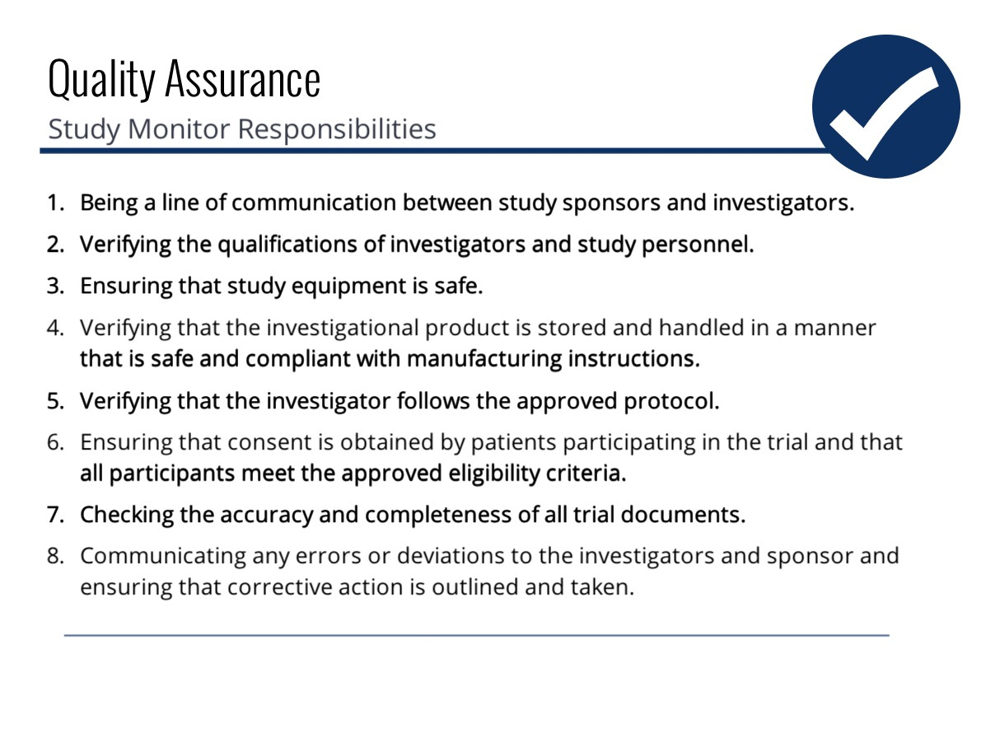 Quality Assurance
Study Monitor Responsibilities
1. Being a line of communication between study sponsors and investigators.
2. Verifying the qualifications of investigators and study personnel.
3. Ensuring that study equipment is safe.
4. Verifying that the investigational product is stored and handled in a manner
that is safe and compliant with manufacturing instructions.
5. Verifying that the investigator follows the approved protocol.
6. Ensuring that consent is obtained by patients participating in the trial and that
all participants meet the approved eligibility criteria.
7. Checking the accuracy and completeness of all trial documents.
8. Communicating any errors or deviations to the investigators and sponsor and
ensuring that corrective action is outlined and taken.